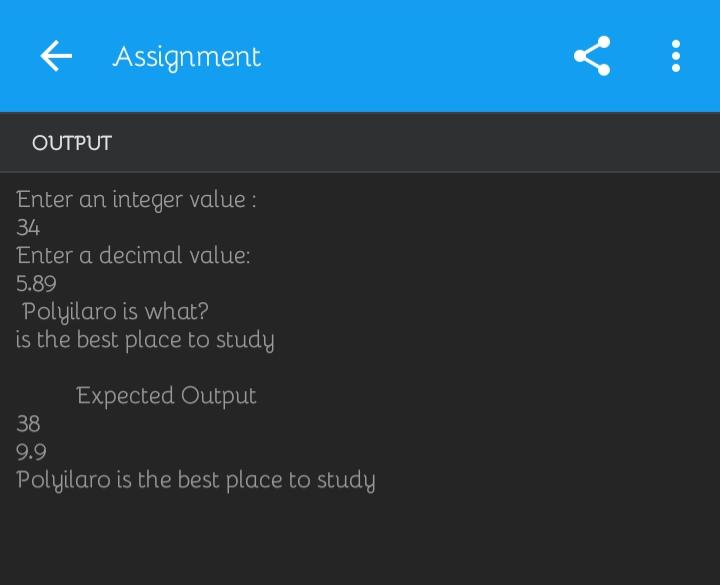 Assignment
OUTPUT
Enter an integer value :
34
Enter a decimal value:
5.89
Polyilaro is what?
is the best place to study
Expected Output
38
9.9
Polyilaro is the best place to study